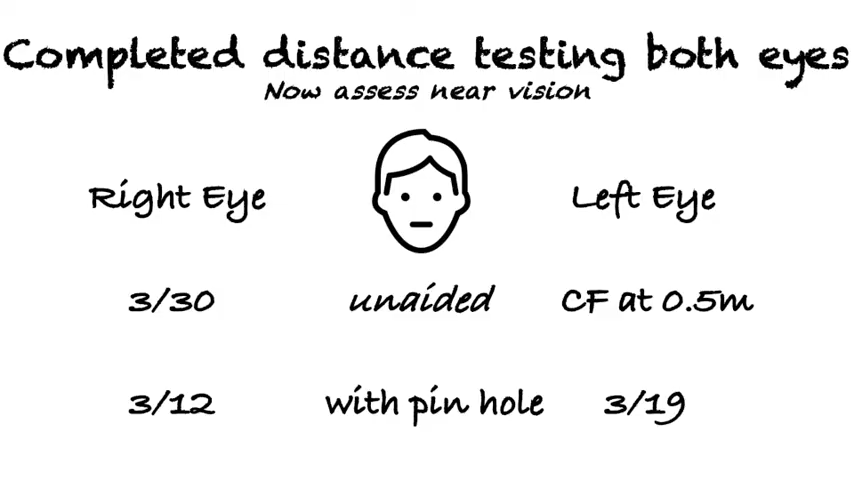 Completed distance testing both eyes
Now assess near vision
Right Eye
Left Eye
3/30
unaided
CF at 0.5m
3/12
with pin hole
3/19